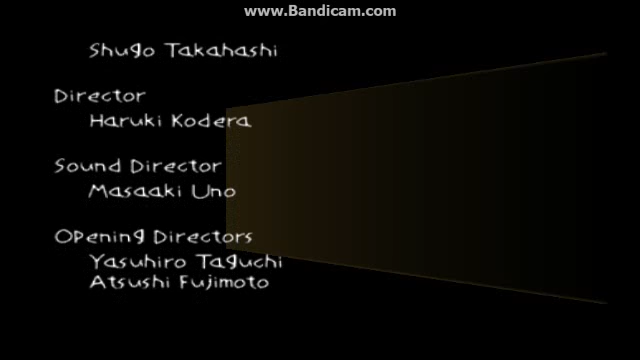 www.Bandicam.com
Shugo Takahashi
Director
Haruki Kodera
Sound Director
Masaaki Uno
Opening Directors
Yasuhiro Taguchi
Atsushi Fujimoto